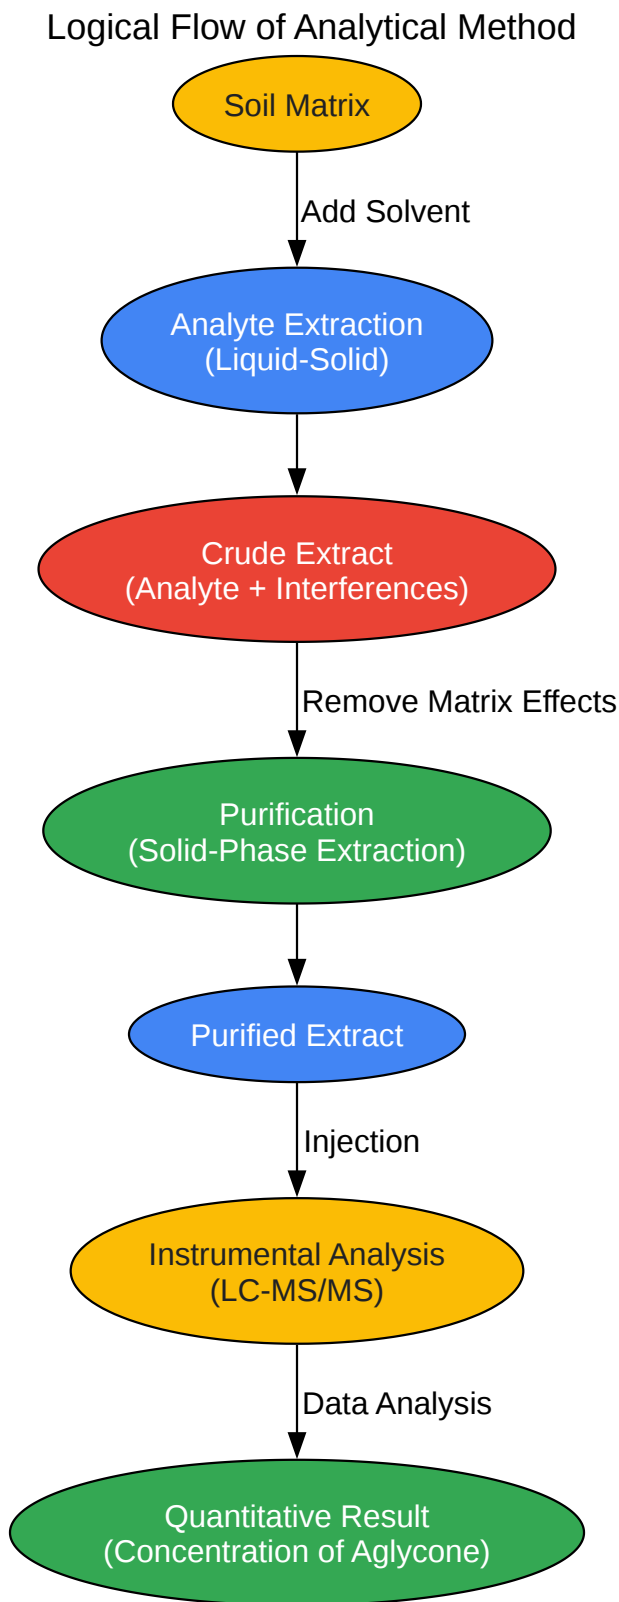 Logical Flow of Analytical Method
Soil Matrix
Add Solvent
Analyte Extraction
(Liquid-Solid)
Crude Extract
(Analyte + Interferences)
Remove Matrix Effects
Purification
(Solid-Phase Extraction)
Purified Extract
Injection
Instrumental Analysis
(LC-MS/MS)
Data Analysis
Quantitative Result
(Concentration of Aglycone)